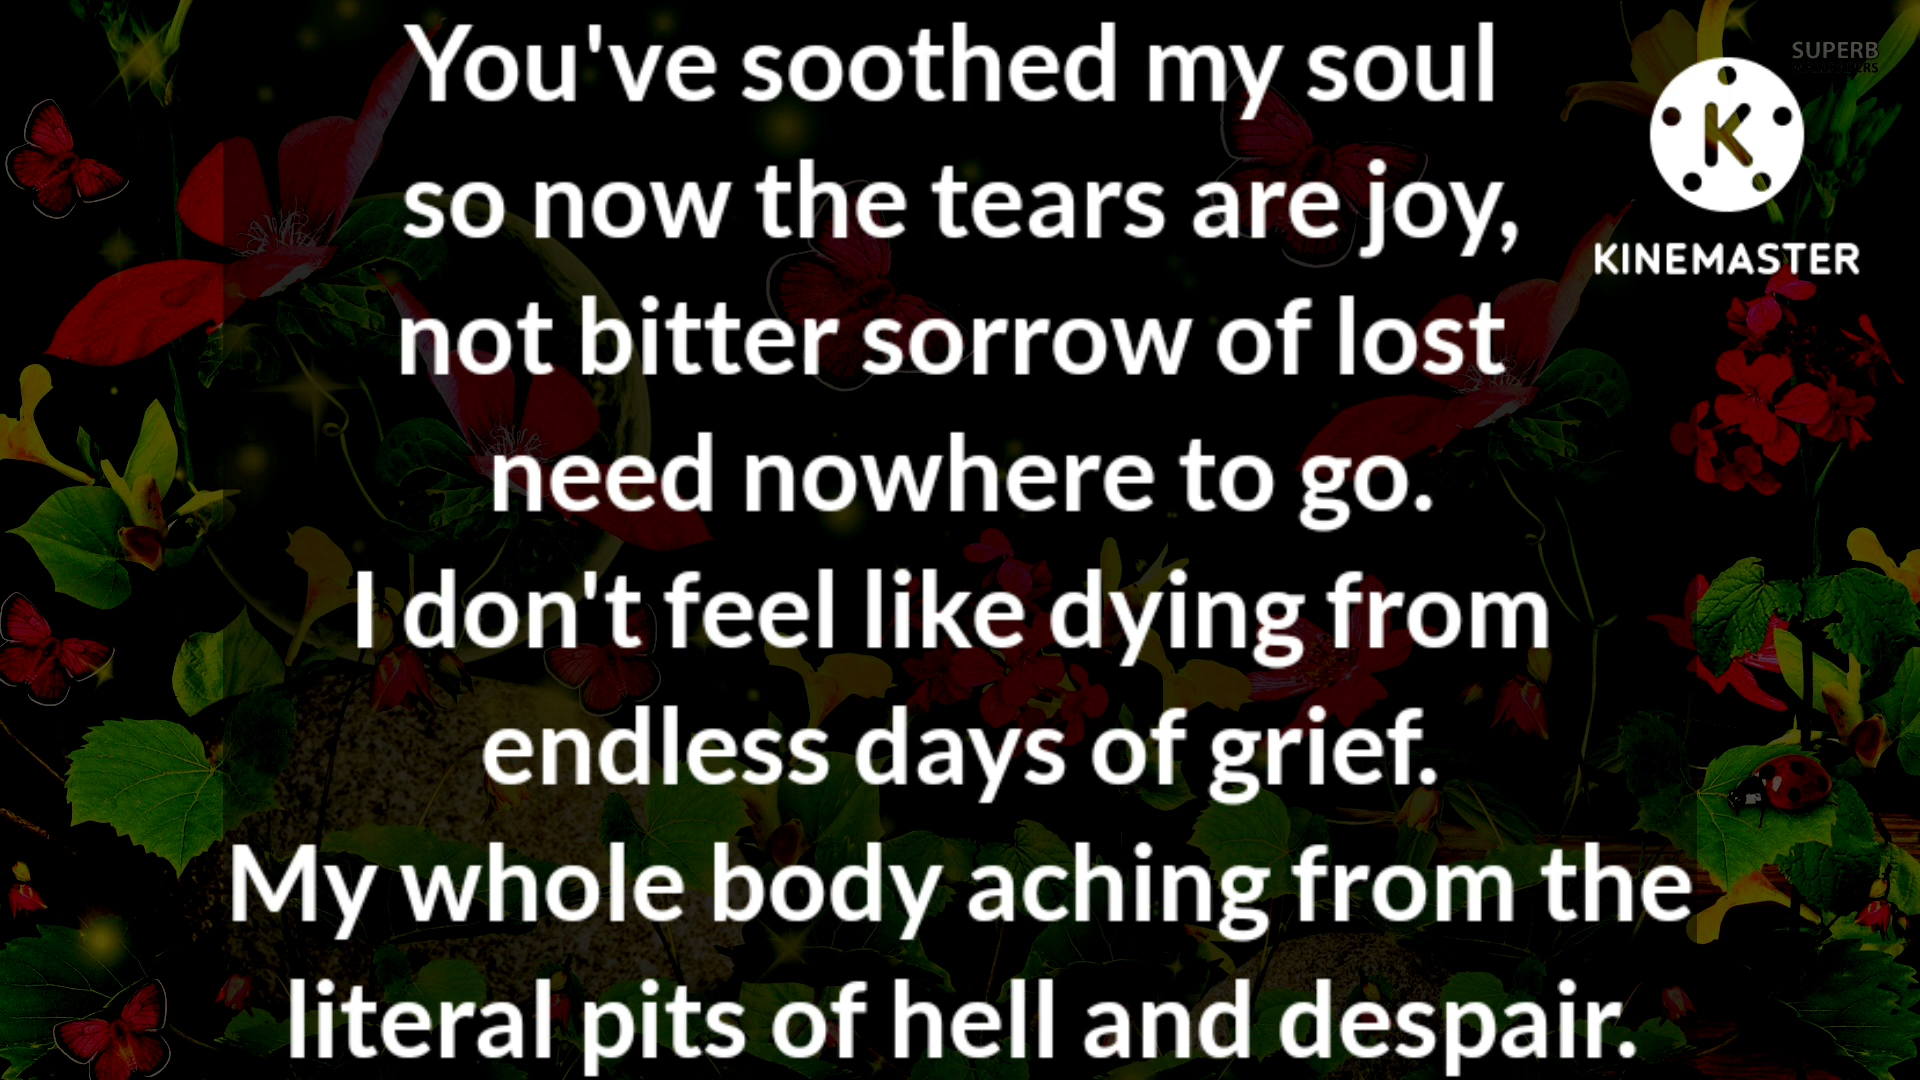 You've soothed my soul
so now the tears are joy,
not bitter sorrow of lost
need nowhere to go.
I don't feel like dying from
endless days of grief.
My whole body aching from the
literal pits of hell and despair.
SUPERB
K
KINEMASTER